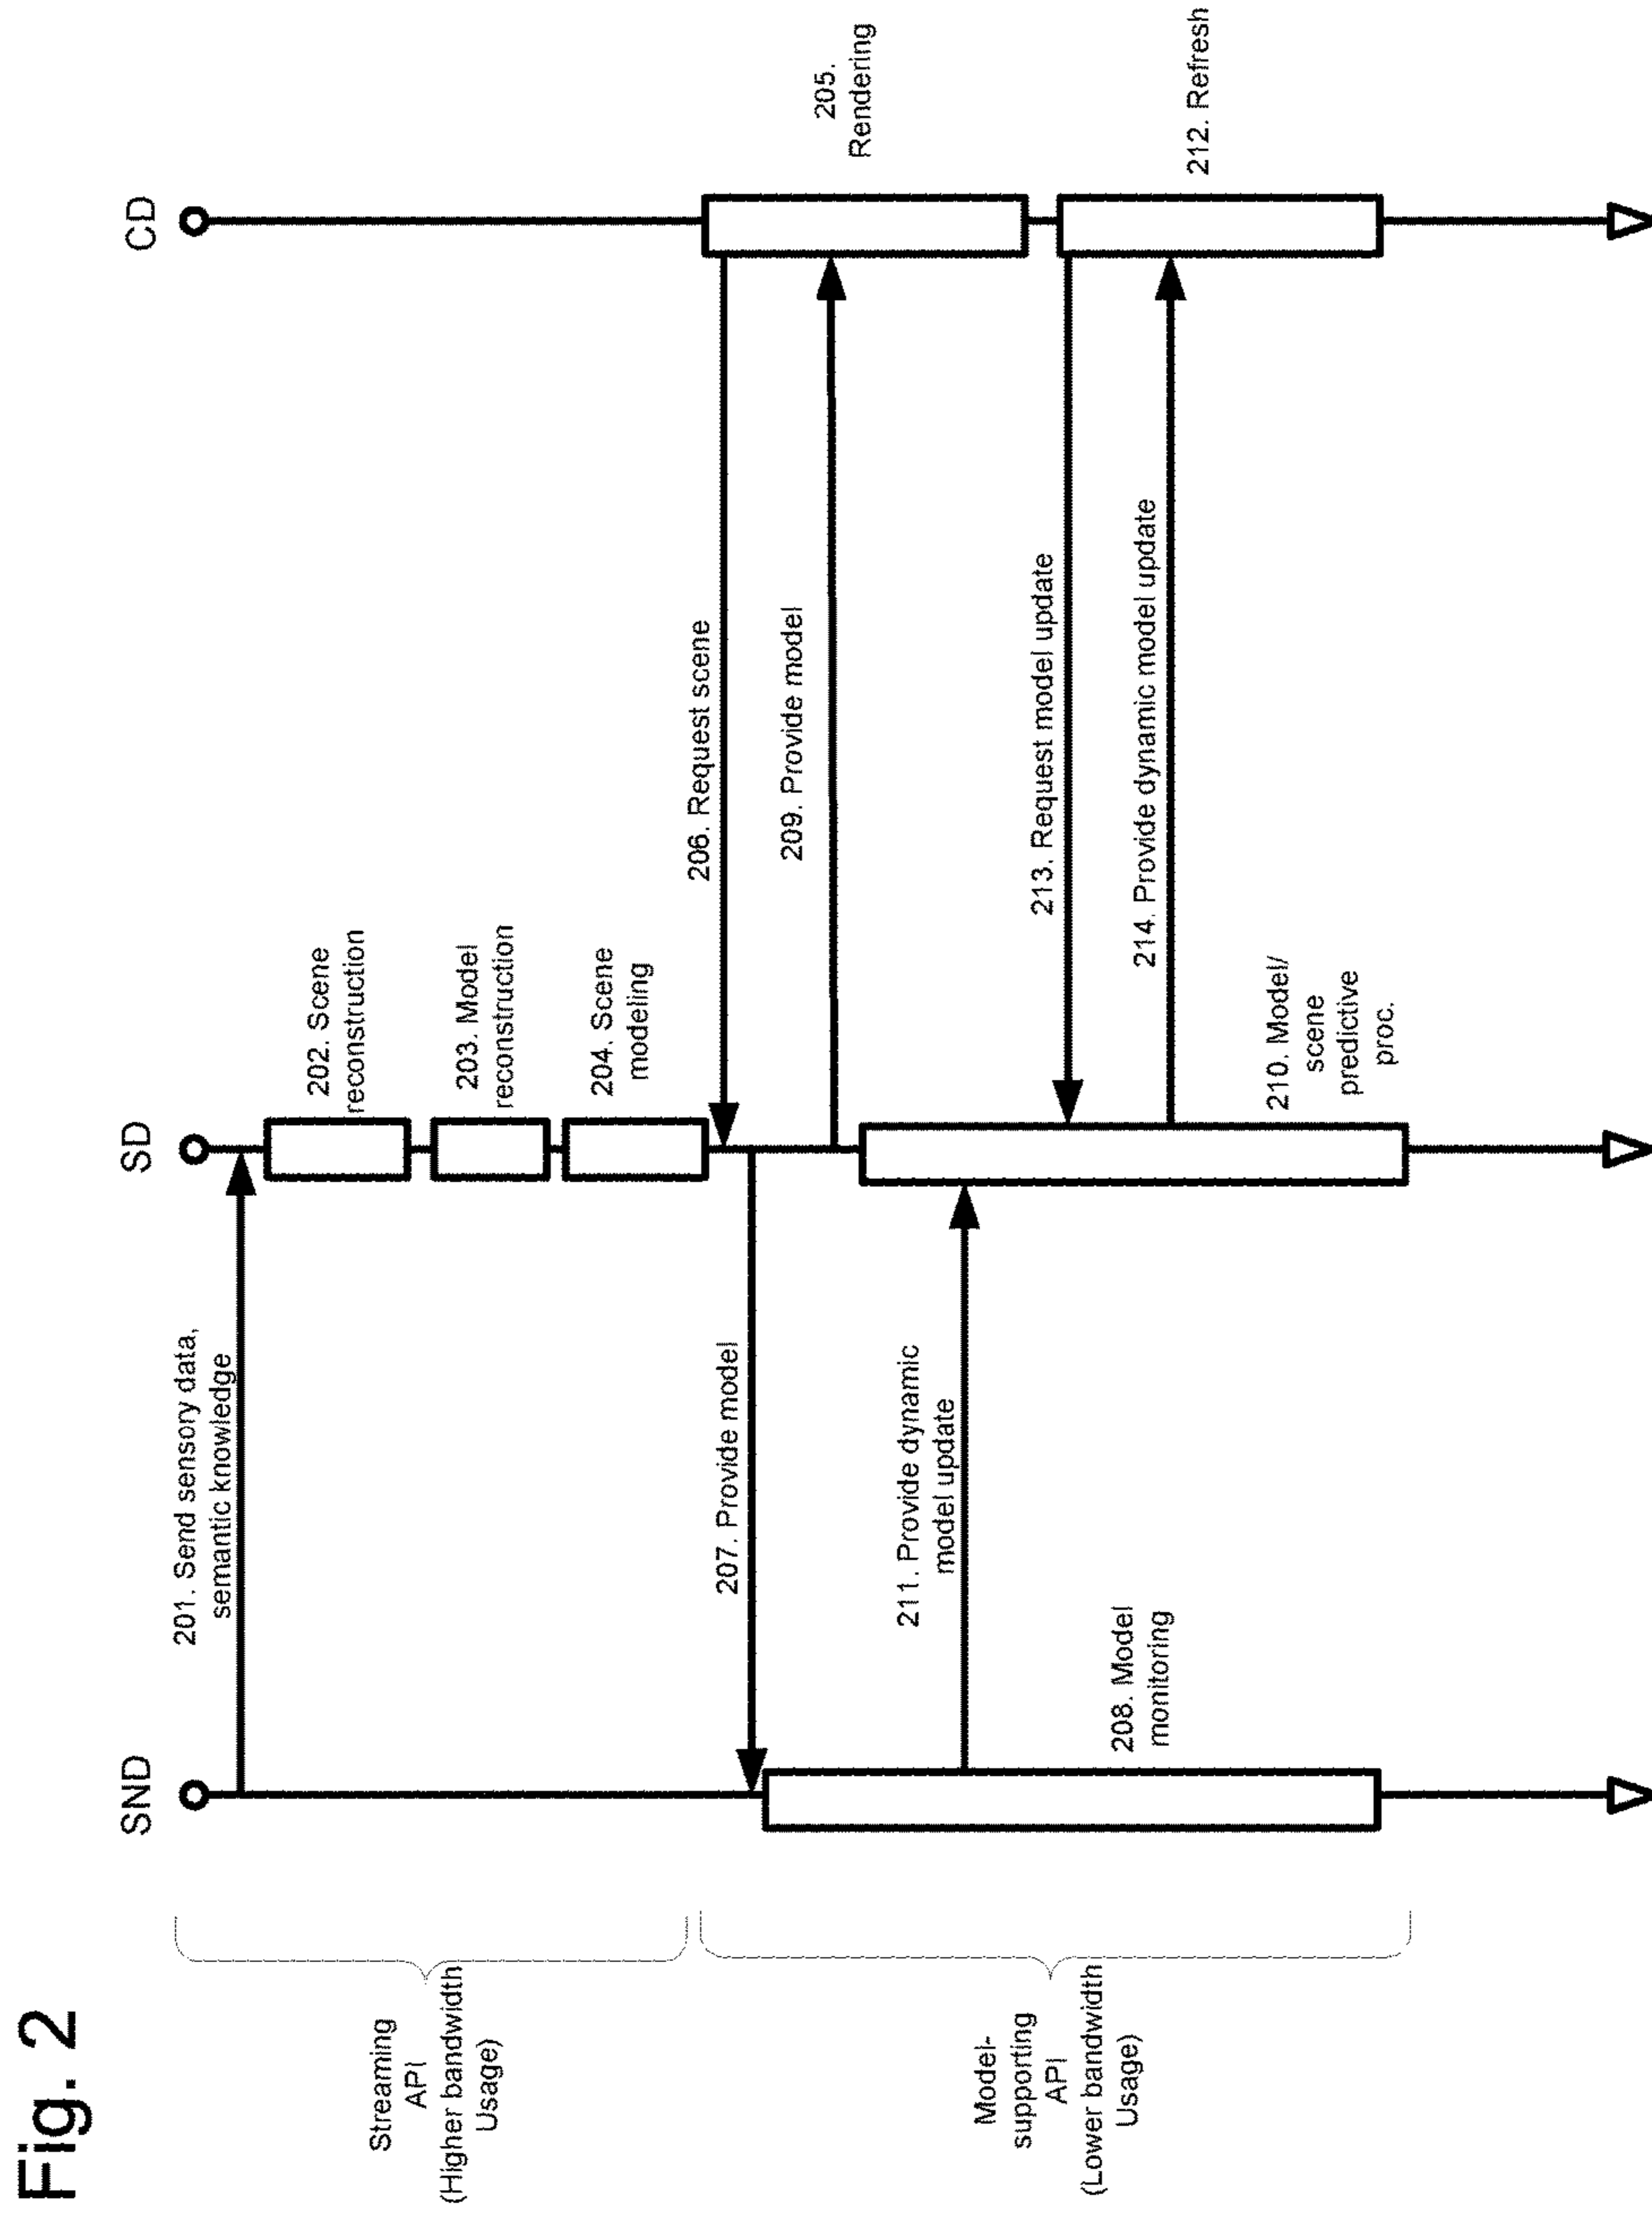 Fig. 2
SND
SD
CD
Streaming
API
(Higher bandwidth
Usage)
201. Send sensory data,
semantic knowledge
202. Scene
reconstruction
203. Model
reconstruction
204. Scene
modeling
Model-
supporting
API
(Lower bandwidth
Usage)
206. Request scene
205.
Rendering
207. Provide model
209. Provide model
211. Provide dynamic
model update
213. Request model update
208. Model
monitoring
214. Provide dynamic model update
212. Refresh
210. Model/
scene
predictive
proc.